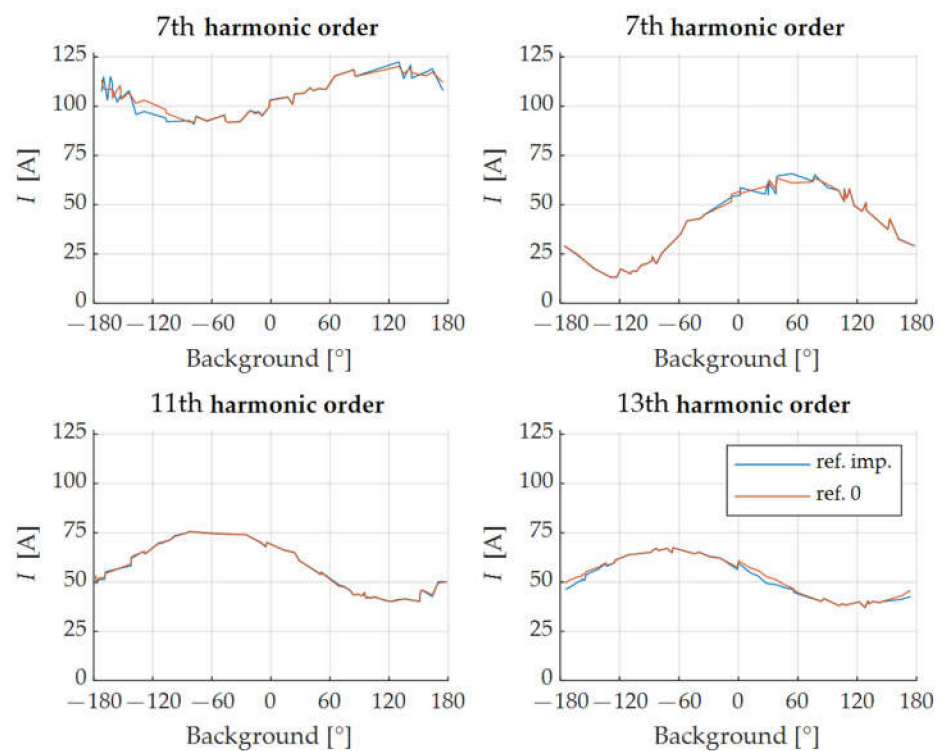 7th harmonic order
7th harmonic order
125
100
75
50
25
0
I [A]
−180 −120 −60 0 60 120 180
Background [°]
125
100
75
50
25
0
I [A]
−180 −120 −60 0 60 120 180
Background [°]
11th harmonic order
13th harmonic order
125
100
75
50
25
0
I [A]
−180 −120 −60 0 60 120 180
Background [°]
125
100
75
50
25
0
I [A]
ref. imp.
ref. 0
−180 −120 −60 0 60 120 180
Background [°]